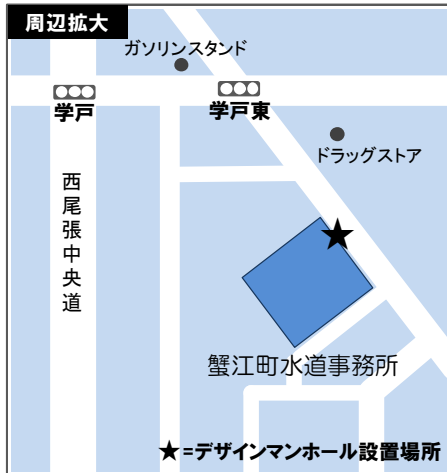 周辺拡大
ガソリンスタンド
学戸
学戸東
ドラッグストア
西尾張中央道
蟹江町水道事務所
★=デザインマンホール設置場所